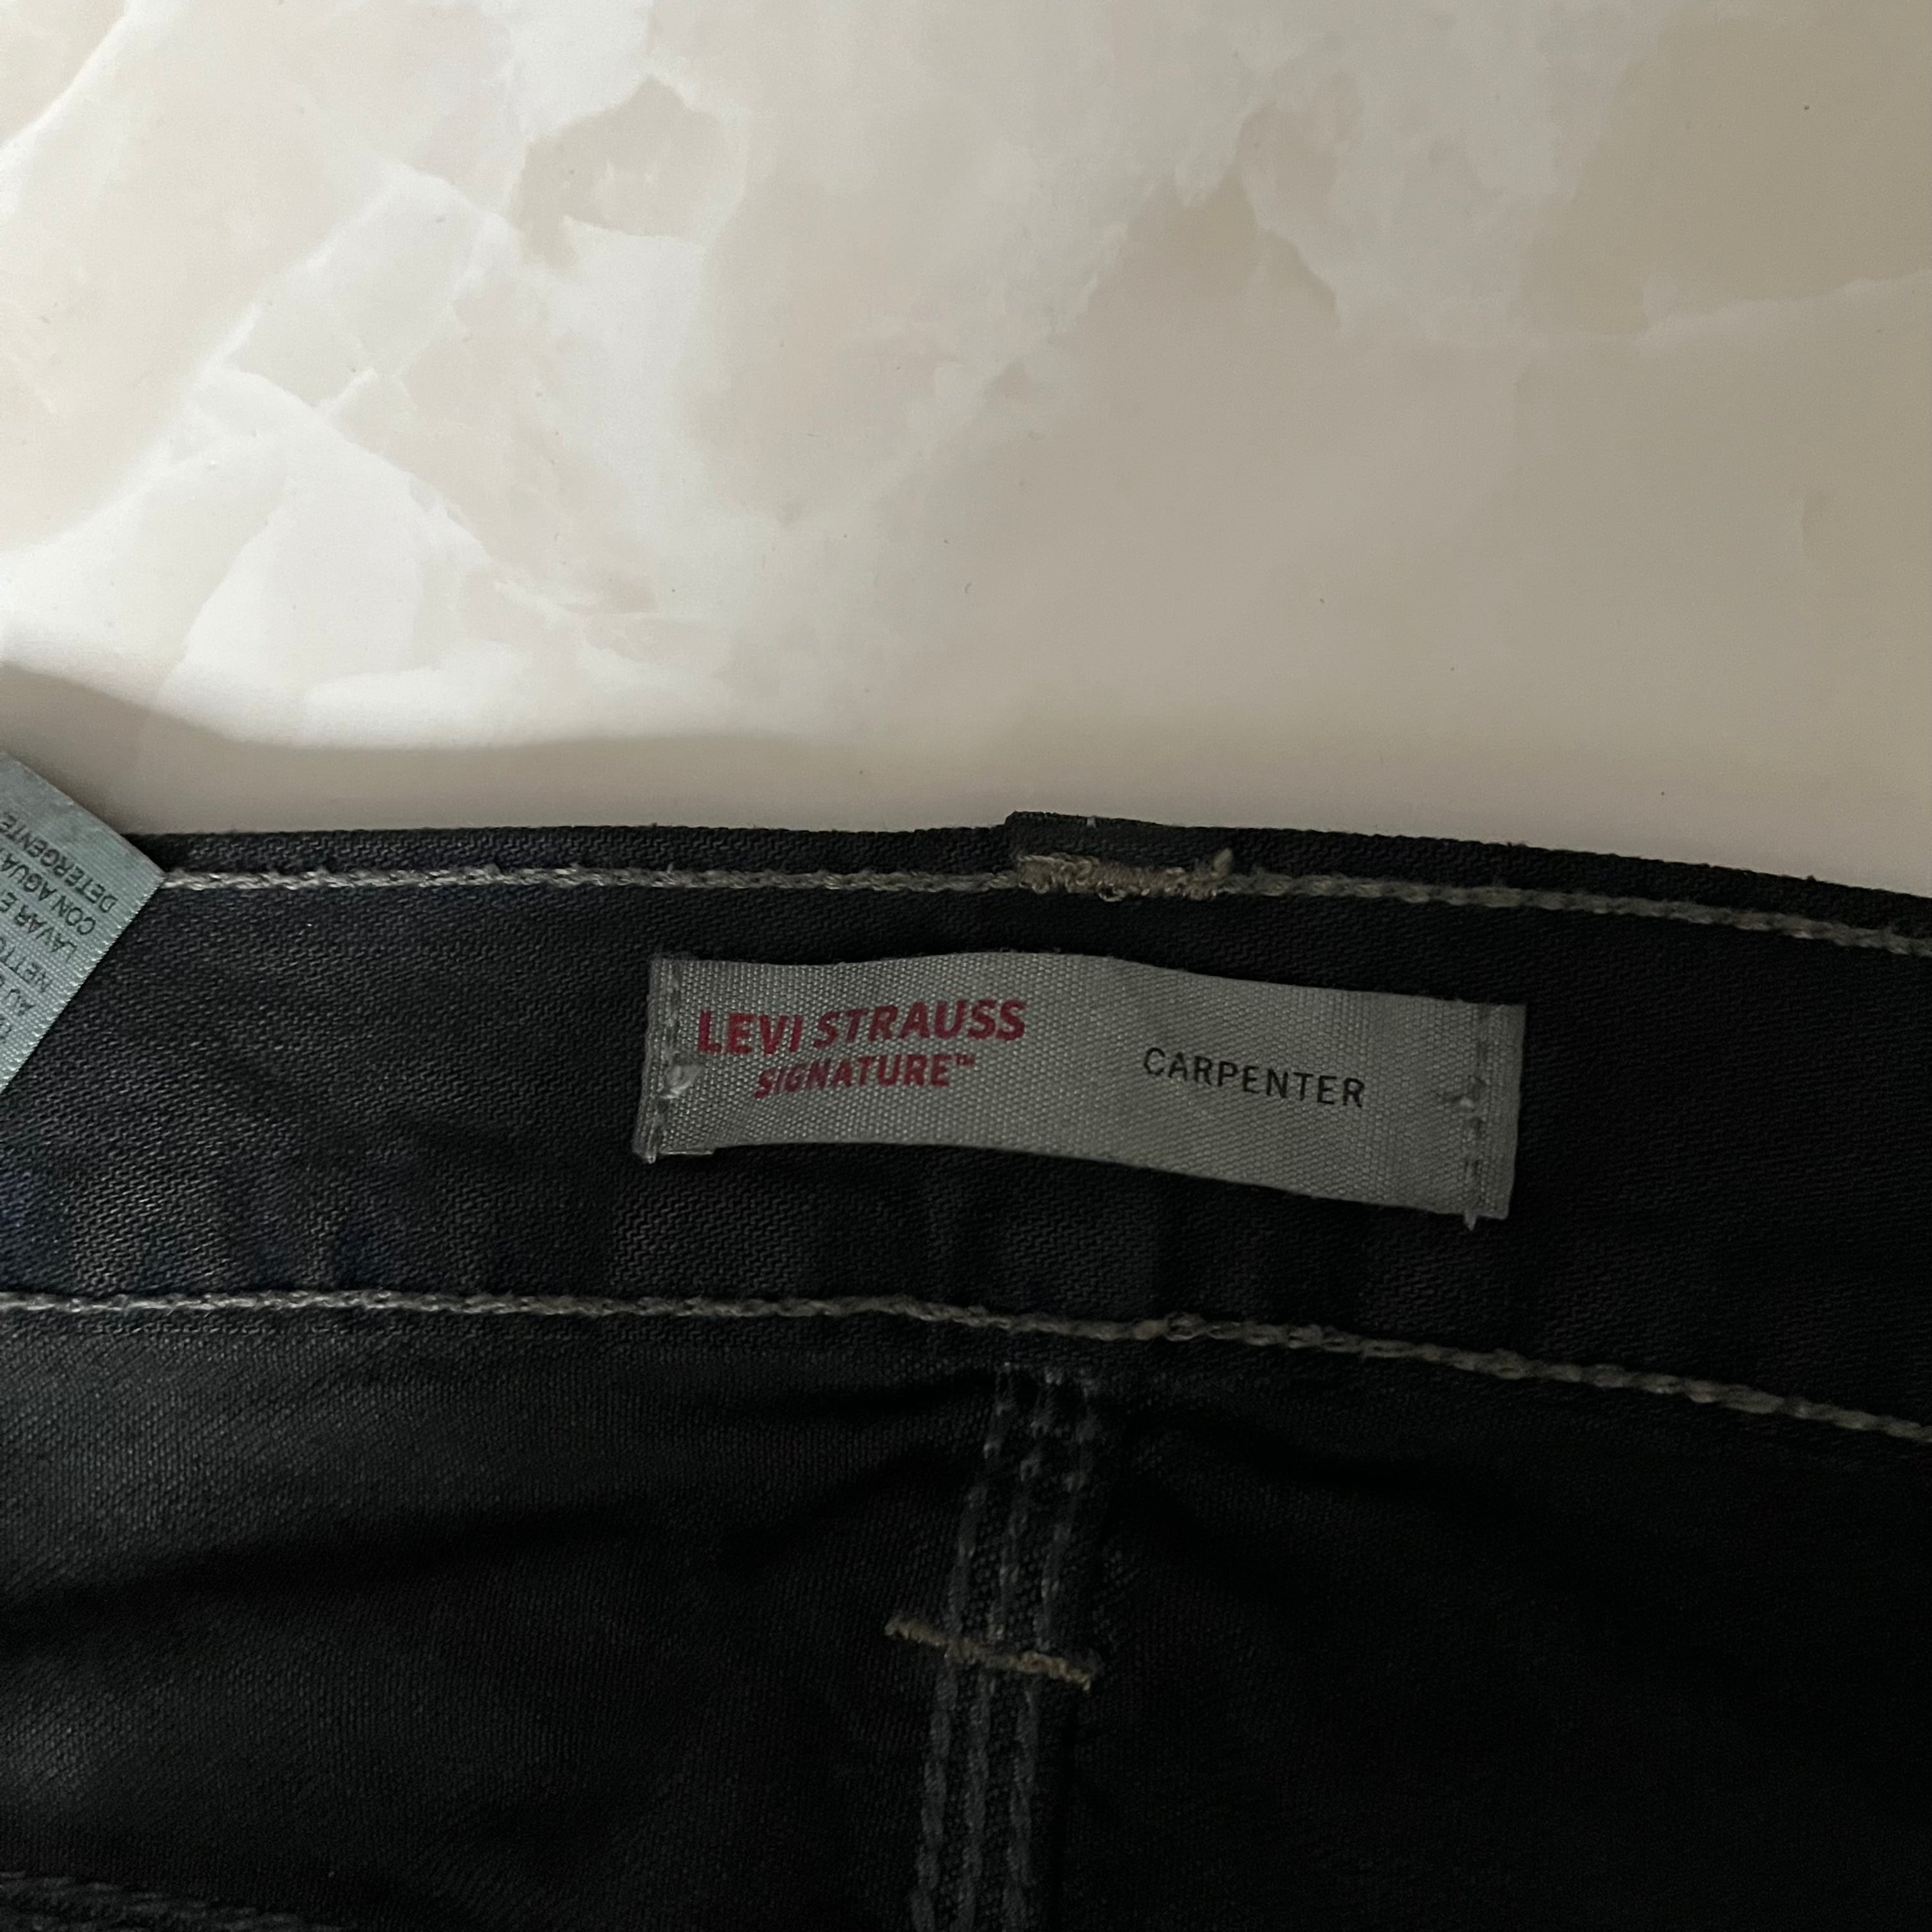 LEVI STRAUSS
SIGNATURE™
CARPENTER
DETERGENTE
CON AGUA
LAVAR E